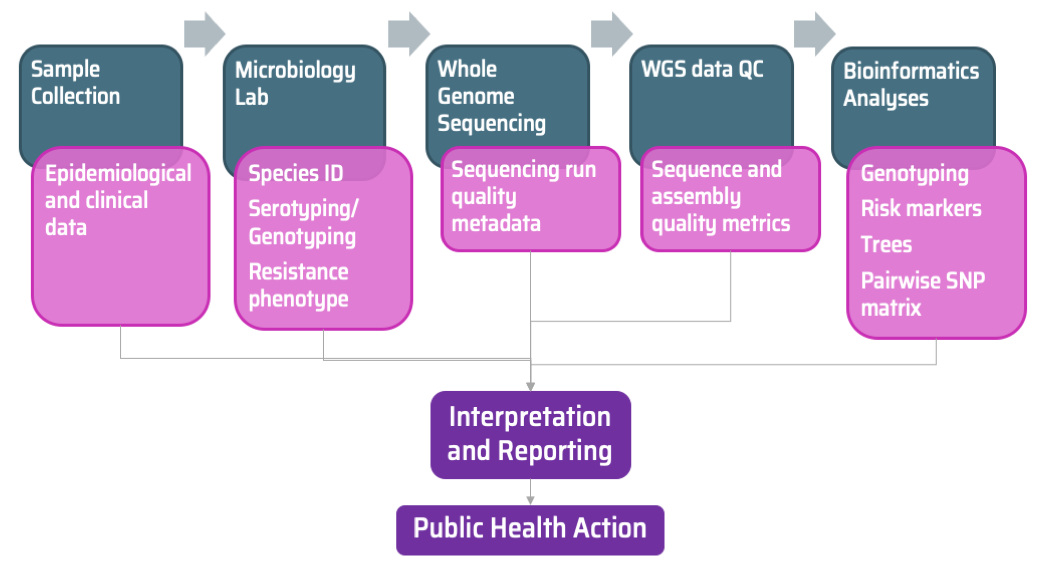 Sample
Collection
Epidemiological
and clinical
data
Microbiology
Lab
Species ID
Serotyping/
Genotyping
Resistance
phenotype
Whole
Genome
Sequencing
Sequencing run
quality
metadata
WGS data QC
Sequence and
assembly
quality metrics
Bioinformatics
Analyses
Genotyping
Risk markers
Trees
Pairwise SNP
matrix
Interpretation
and Reporting
Public Health Action